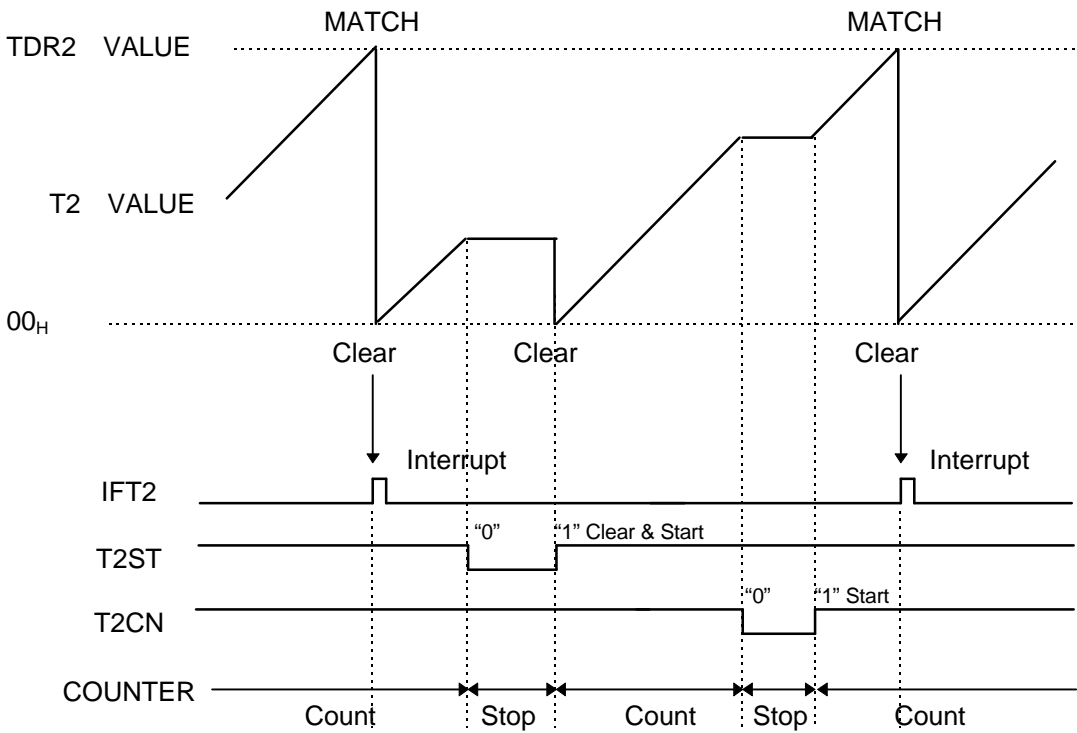 MATCH MATCH
TDR2 VALUE
T2 VALUE
00H
Clear Clear Clear
Interrupt Interrupt
IFT2
“0” “1” Clear & Start
T2ST
“0” “1” Start
T2CN
COUNTER
Count Stop Count Stop Count